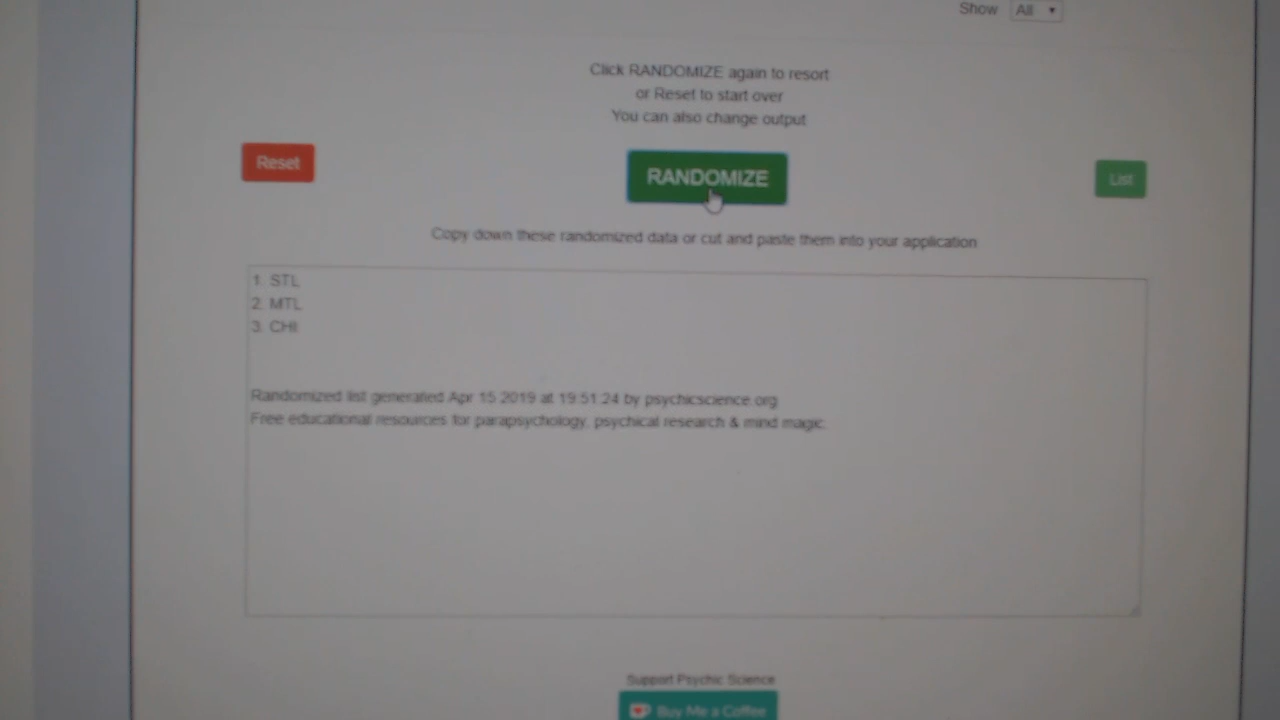 Show All
Click RANDOMIZE again to resort
or Reset to start over
You can also change output
Reset
RANDOMIZE
List
Copy down these randomized data or cut and paste them into your application
1. STL
2. MTL
3. CHI
Randomized list generated Apr 15 2019 at 19:51:24 by psychicscience.org
Free educational resources for parapsychology, psychical research & mind magic.
Support Psychic Science
Buy Me a Coffee